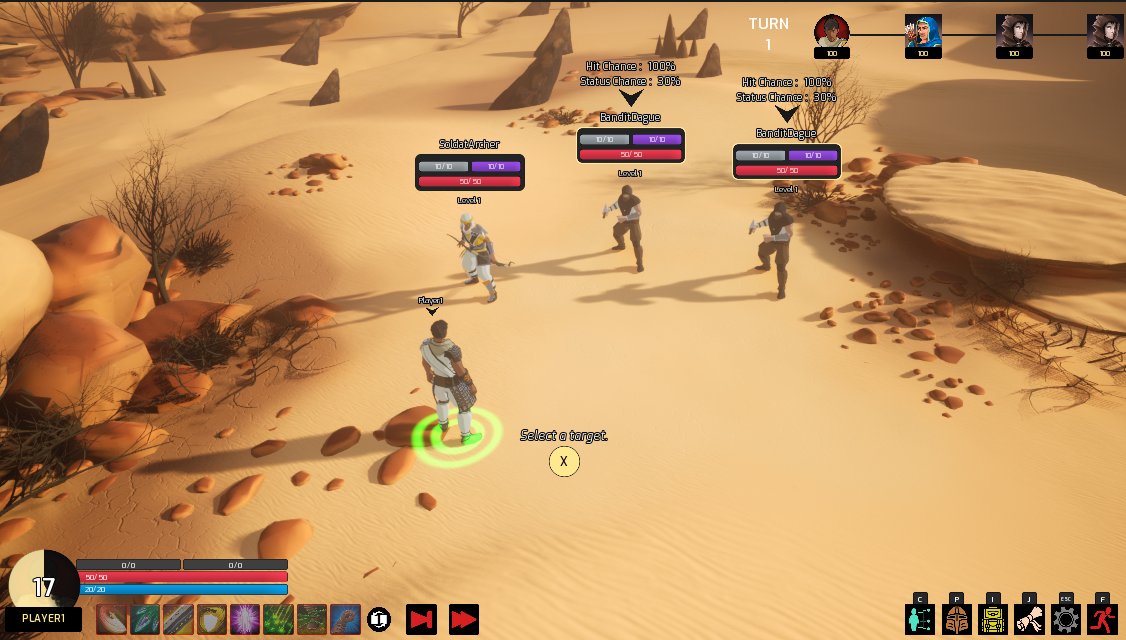 TURN
1
100
100
100
100
Hit Chance : 100%
Status Chance : 30%
BanditDague
10/10
10/10
50/50
Level 1
Hit Chance : 100%
Status Chance : 30%
BanditDague
10/10
10/10
50/50
Level 1
SoldatArcher
10/10
10/10
50/50
Level 1
Player1
Select a target.
X
17
0/0
0/0
50/50
20/20
PLAYER1
C
P
I
J
ESC
F